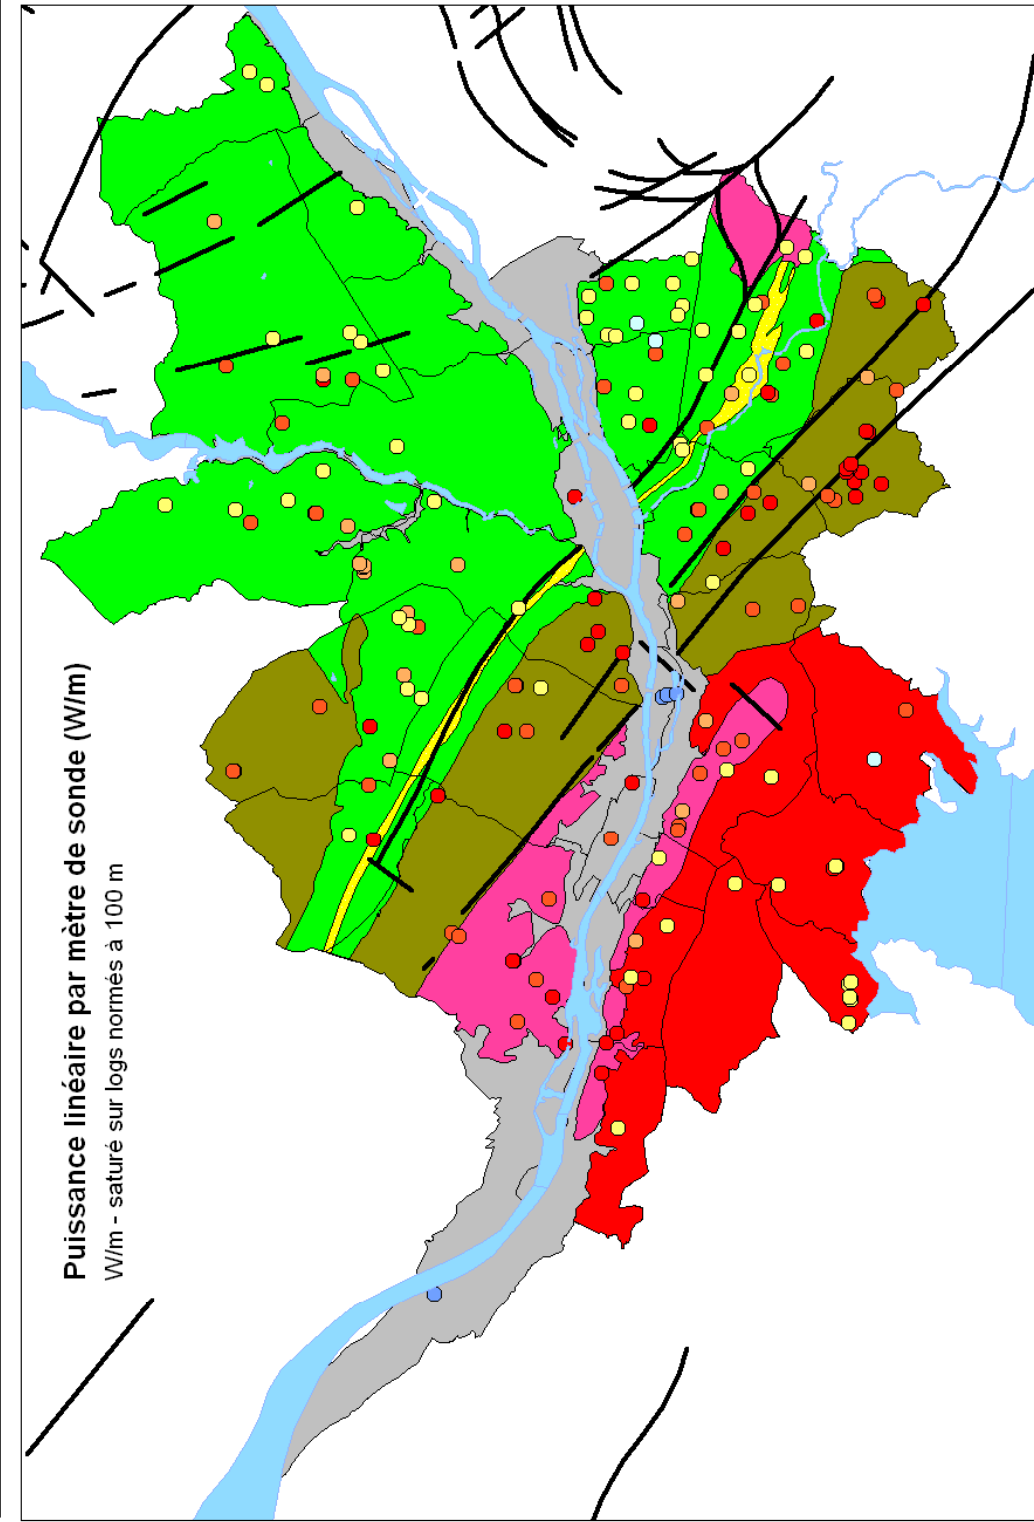 Puissance linéaire par mètre de sonde (W/m)
W/m - saturé sur logs normés à 100 m